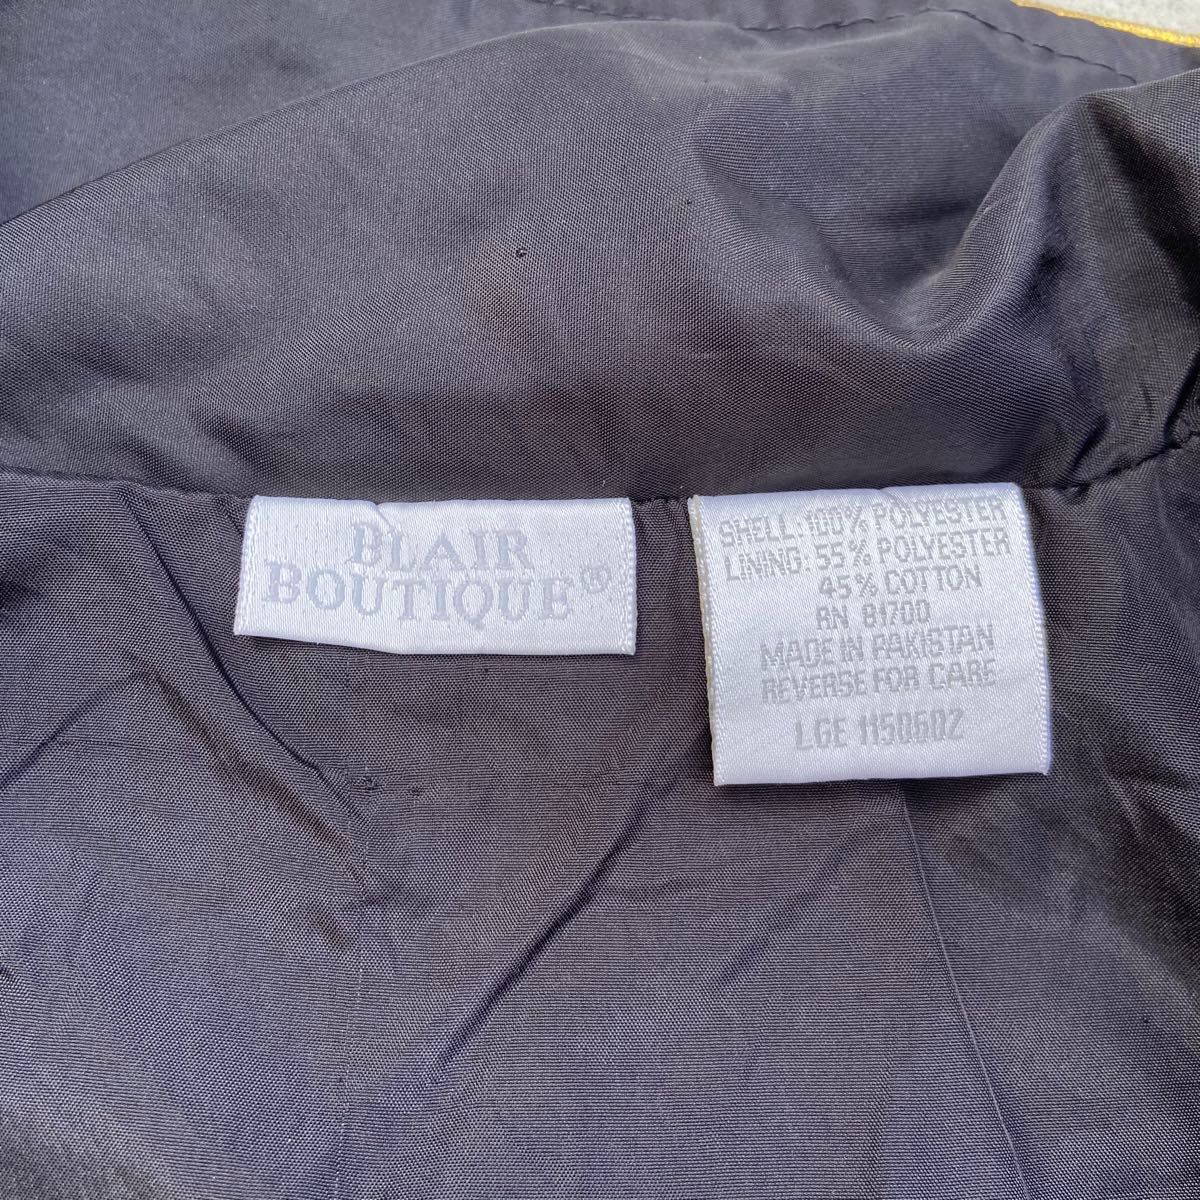 BLAIR
BOUTIQUE®
SHELL: 100% POLYESTER
LINING: 55% POLYESTER
45% COTTON
RN 81700
MADE IN PAKISTAN
REVERSE FOR CARE
LGE 1150602